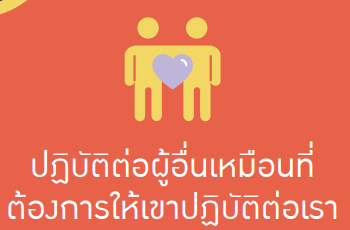 ปฏิบัติต่อผู้อื่นเหมือนที่
ต้องการให้เขาปฏิบัติต่อเรา